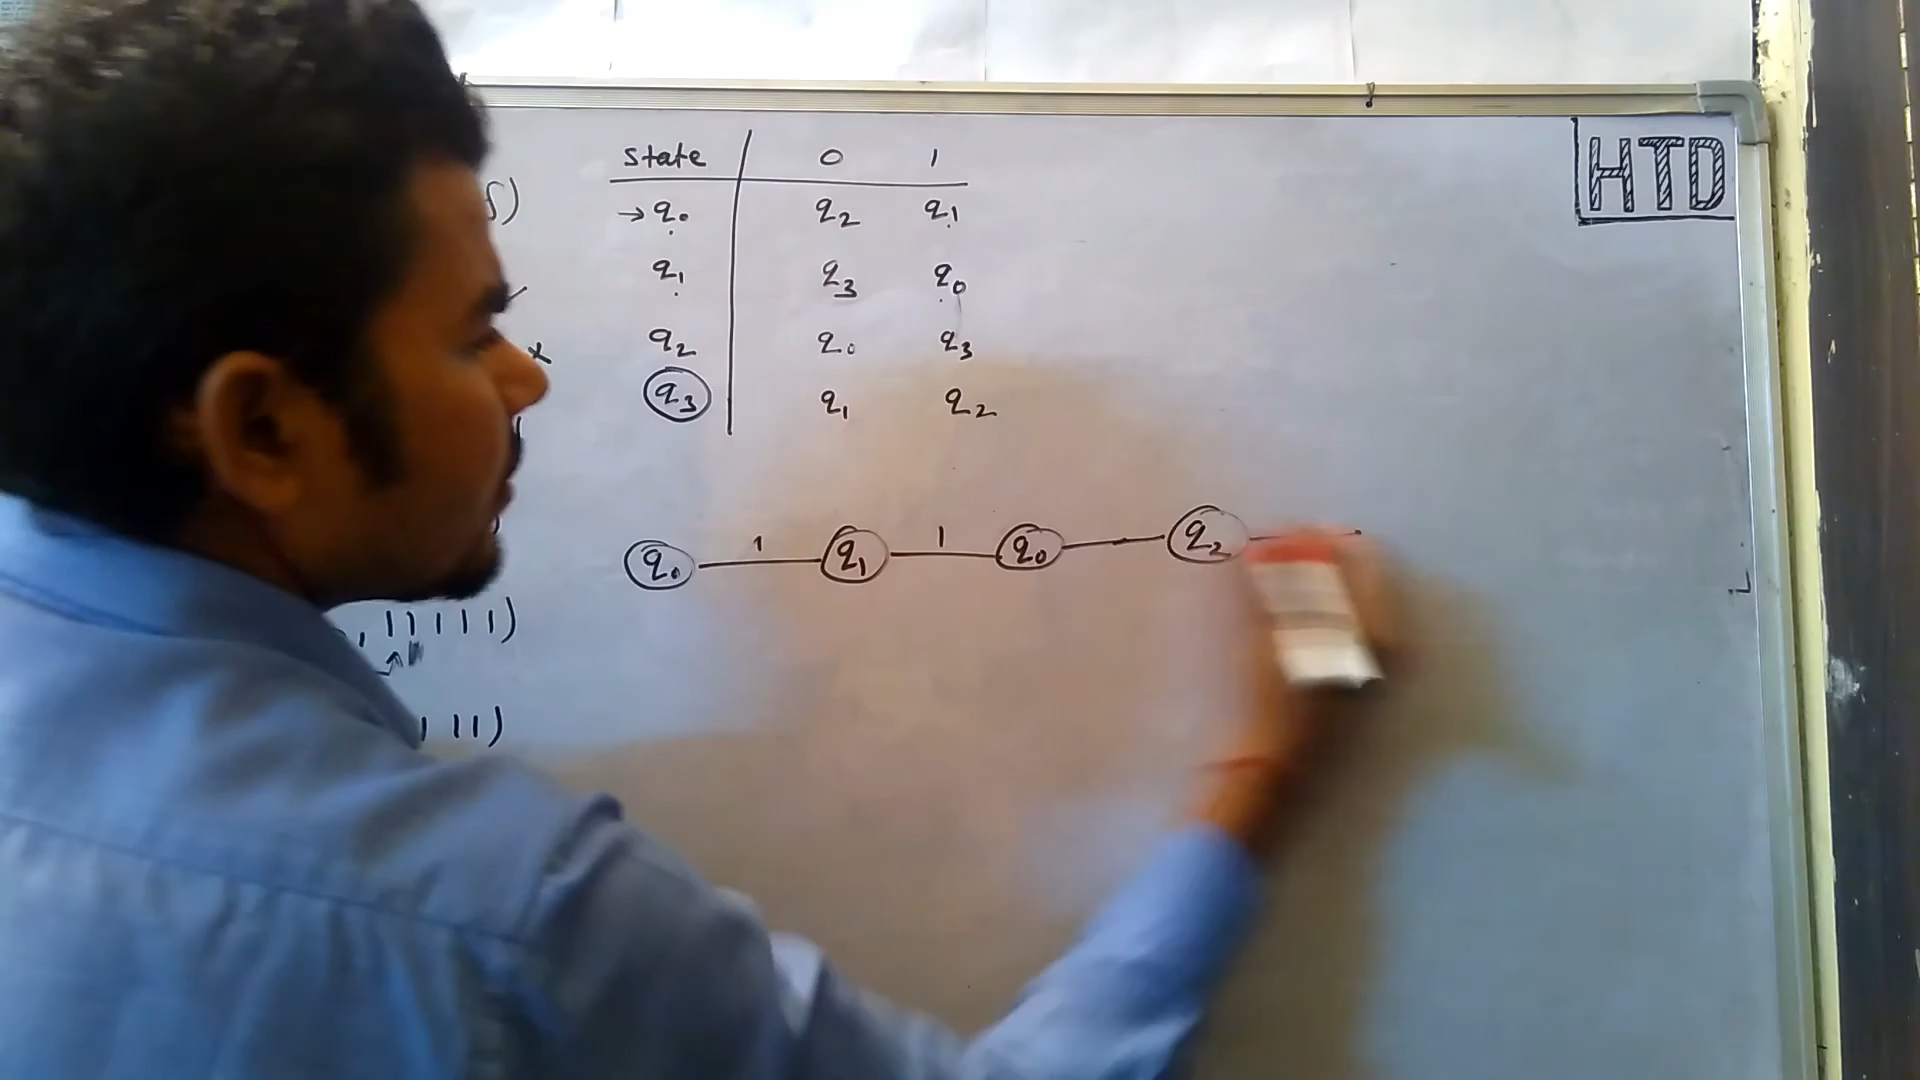 HTD
state 0 1
→ q0 q2 q1
q1 q3 q0
q2 q0 q3
q3 q1 q2
q0 1 q1 1 q0 q2
, 11111)
111)